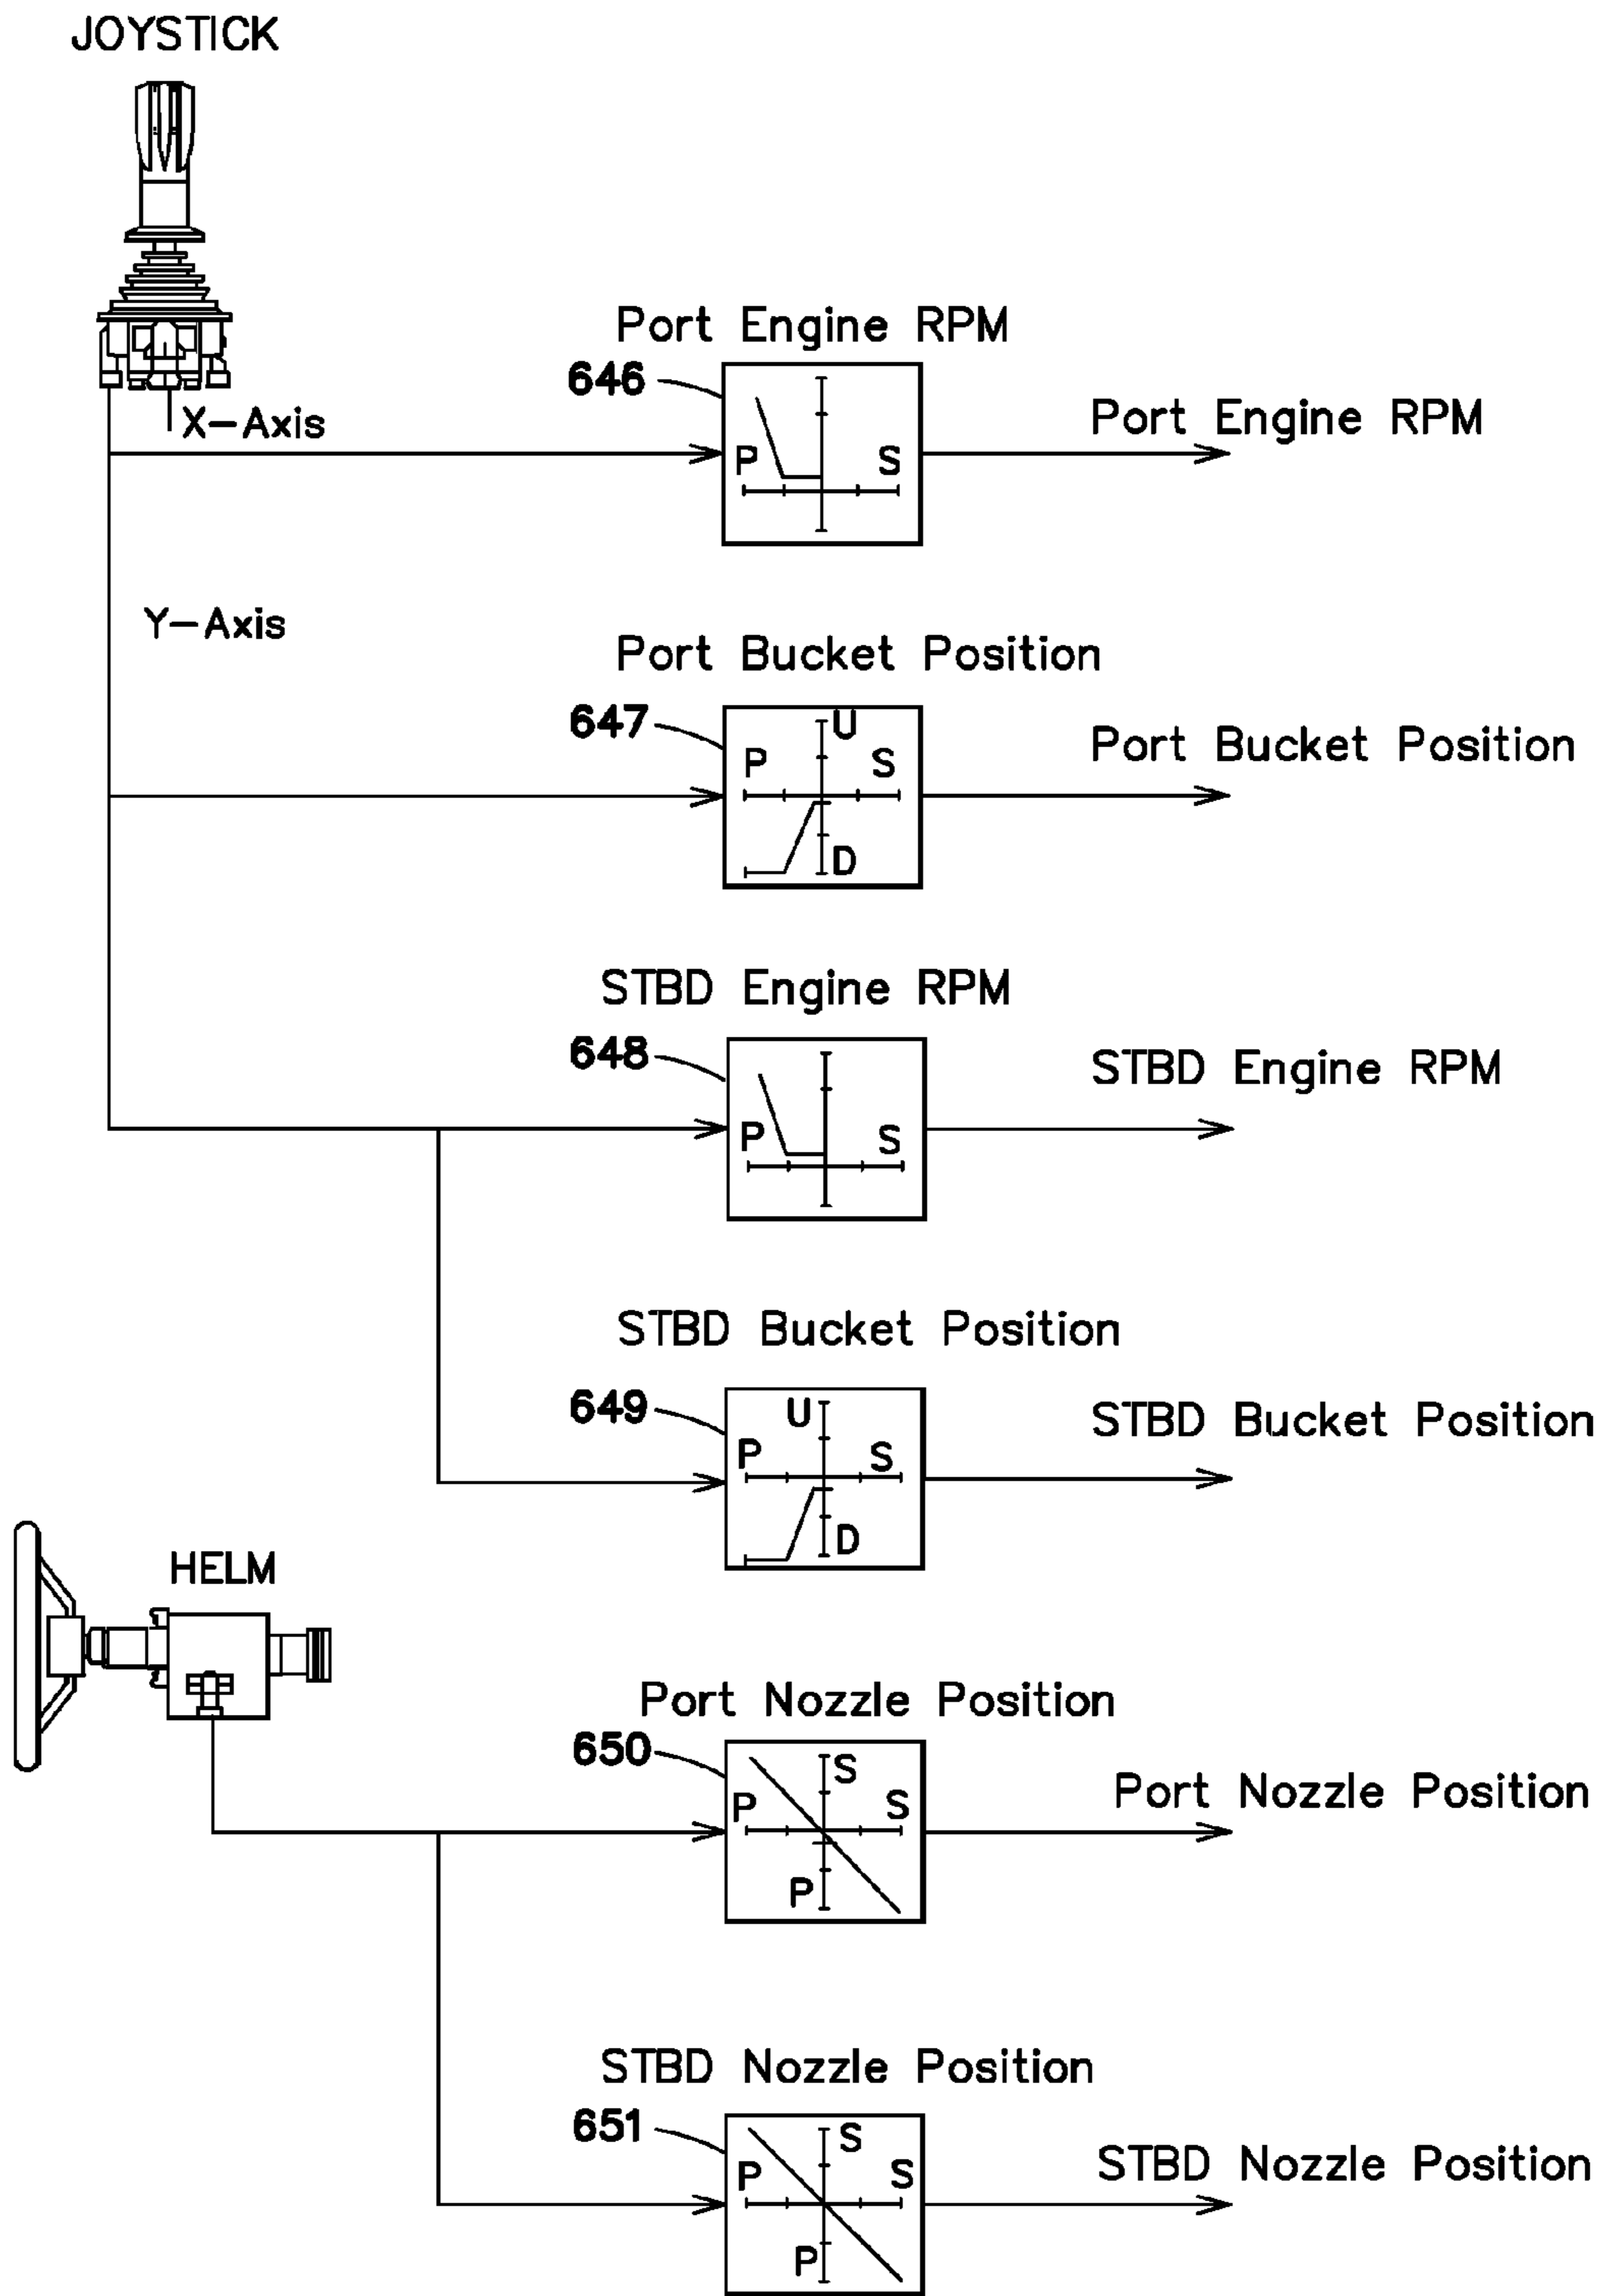 JOYSTICK
X-Axis
Y-Axis
Port Engine RPM
646
P S
Port Engine RPM
Port Bucket Position
647
U
P S
D
Port Bucket Position
STBD Engine RPM
648
P S
STBD Engine RPM
STBD Bucket Position
649
U
P S
D
STBD Bucket Position
HELM
Port Nozzle Position
650
S
P S
P
Port Nozzle Position
STBD Nozzle Position
651
S
P S
P
STBD Nozzle Position